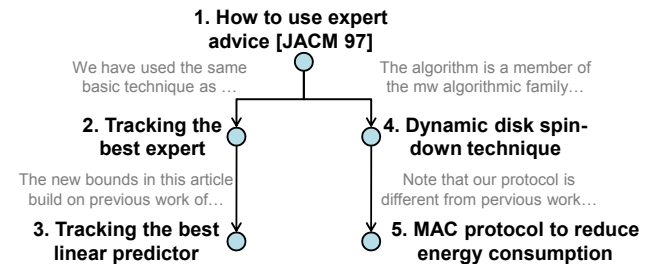 1. How to use expert
advice [JACM 97]
We have used the same
basic technique as …
The algorithm is a member of
the mw algorithmic family…
2. Tracking the
best expert
4. Dynamic disk spin-
down technique
The new bounds in this article
build on previous work of…
Note that our protocol is
different from pervious work…
3. Tracking the best
linear predictor
5. MAC protocol to reduce
energy consumption